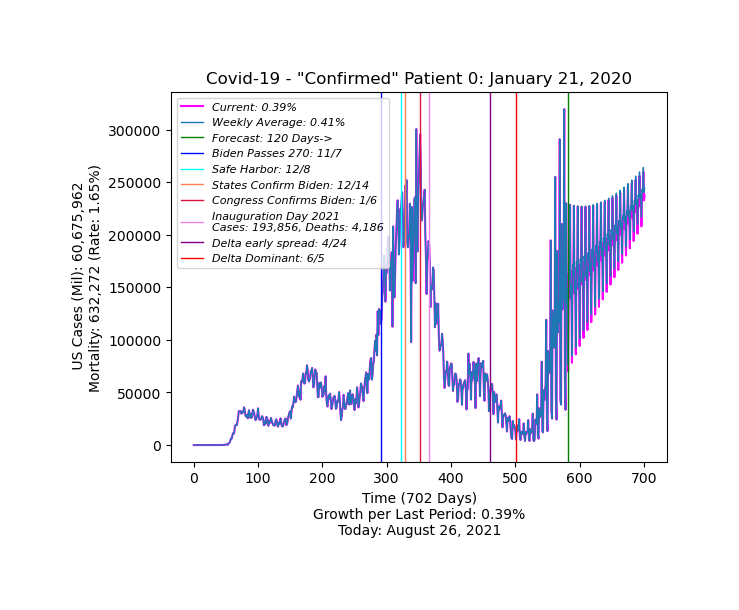 Covid-19 - "Confirmed" Patient 0: January 21, 2020
Current: 0.39%
Weekly Average: 0.41%
Forecast: 120 Days->
Biden Passes 270: 11/7
Safe Harbor: 12/8
States Confirm Biden: 12/14
Congress Confirms Biden: 1/6
Inauguration Day 2021
Cases: 193,856, Deaths: 4,186
Delta early spread: 4/24
Delta Dominant: 6/5
US Cases (Mil): 60,675,962
Mortality: 632,272 (Rate: 1.65%)
300000
250000
200000
150000
100000
50000
0
0 100 200 300 400 500 600 700
Time (702 Days)
Growth per Last Period: 0.39%
Today: August 26, 2021